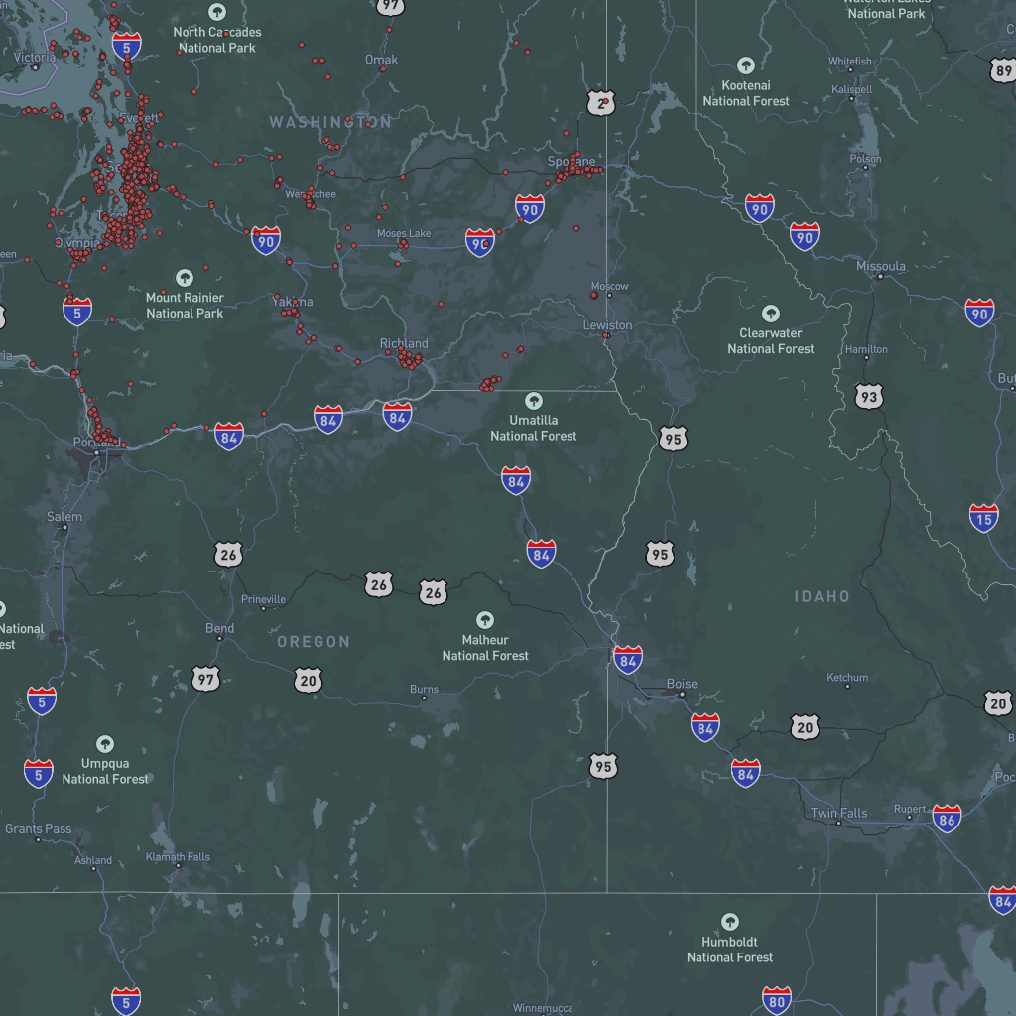 97
Waterton Lakes
National Park
North Cascades
National Park
5
Victoria
Omak
Whitefish
89
Kootenai
National Forest
Kalispell
2
Everett
WASHINGTON
Spokane
Polson
Wenatchee
90
90
Tacoma
Olympia
90
Moses Lake
90
90
Missoula
Mount Rainier
National Park
Yakima
Moscow
5
Lewiston
Clearwater
National Forest
90
Richland
Hamilton
93
Umatilla
National Forest
84
84
84
95
Portland
84
Salem
15
26
84
95
26
26
Prineville
IDAHO
National
Bend
OREGON
Malheur
National Forest
84
97
20
Burns
Boise
Ketchum
5
20
84
20
Umpqua
National Forest
5
95
84
Twin Falls
Rupert
86
Grants Pass
Ashland
Klamath Falls
84
Humboldt
National Forest
5
80
Winnemucca